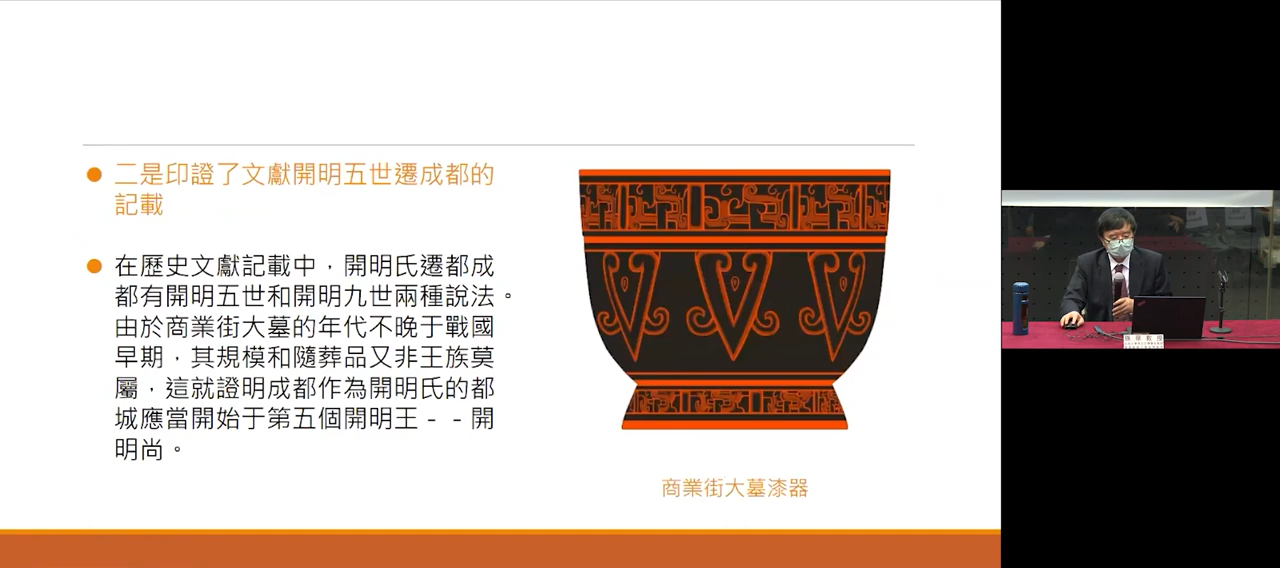 二是印證了文獻開明五世遷成都的
記載
在歷史文獻記載中，開明氏遷都成
都有開明五世和開明九世兩種說法。
由於商業街大墓的年代不晚于戰國
早期，其規模和隨葬品又非王族莫
屬，這就證明成都作為開明氏的都
城應當開始于第五個開明王－－開
明尚。
商業街大墓漆器